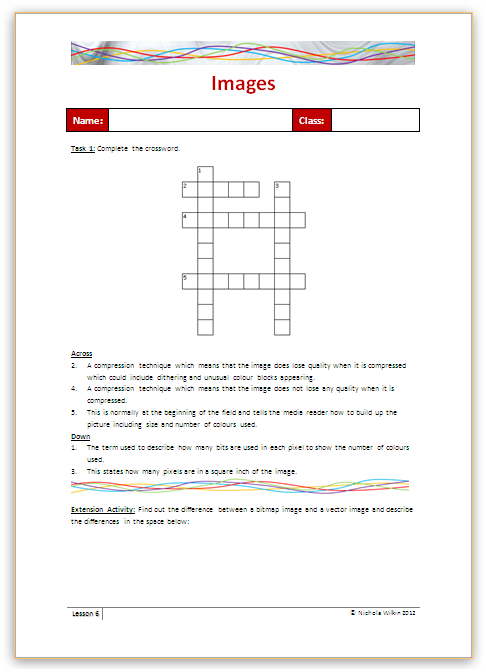 Images
Name: Class:
Task 1: Complete the crossword.
1
2 3
4
5
Across
2. A compression technique which means that the image does lose quality when it is compressed
which could include dithering and unusual colour blocks appearing.
4. A compression technique which means that the image does not lose any quality when it is
compressed.
5. This is normally at the beginning of the field and tells the media reader how to build up the
picture including size and number of colours used.
Down
1. The term used to describe how many bits are used in each pixel to show the number of colours
used.
3. This states how many pixels are in a square inch of the image.
Extension Activity: Find out the difference between a bitmap image and a vector image and describe
the differences in the space below:
Lesson 6 © Nichola Wilkin 2012